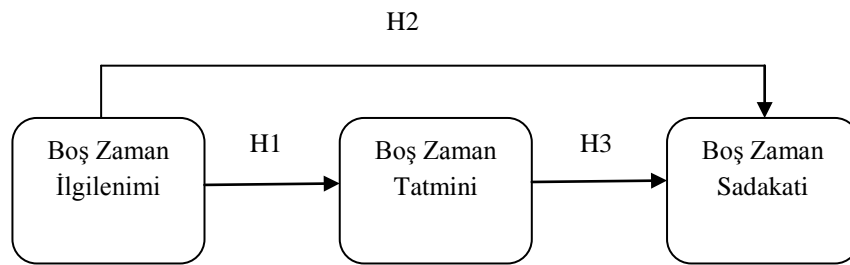 H2
Boş Zaman
İlgilenimi
H1
Boş Zaman
Tatmini
H3
Boş Zaman
Sadakati